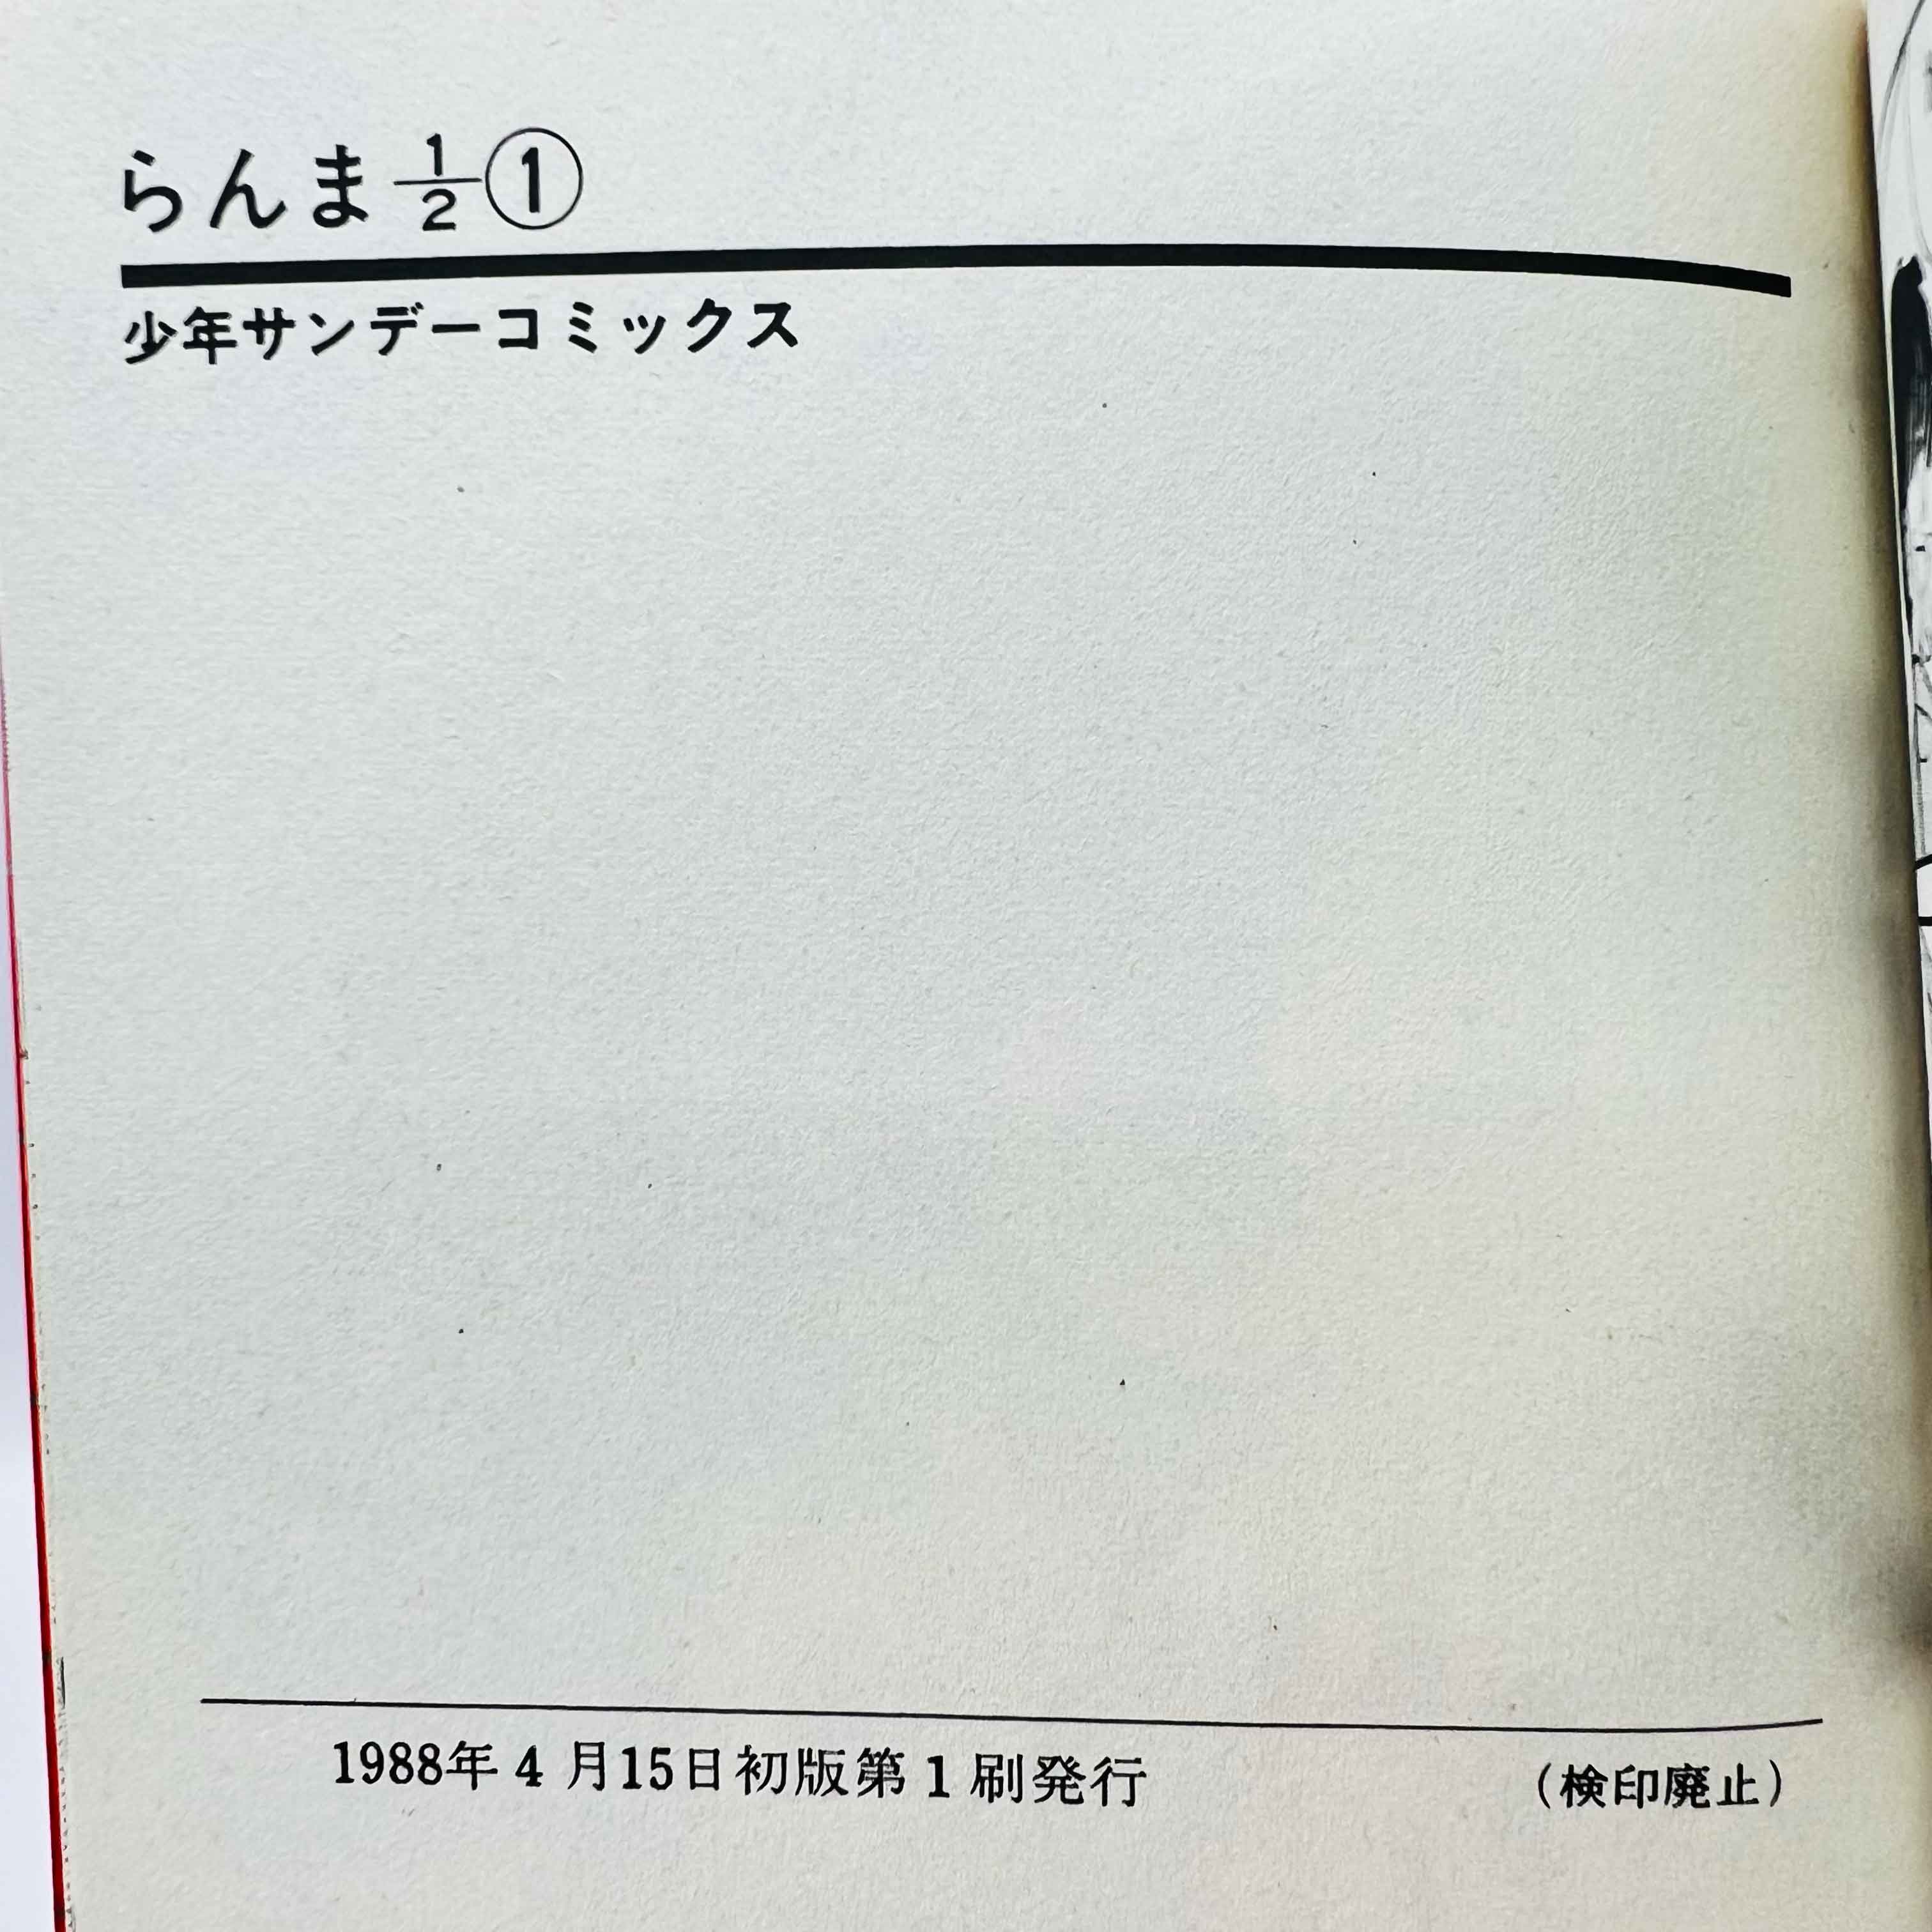 らんま½①
少年サンデーコミックス
1988年4月15日初版第1刷発行
(検印廃止)